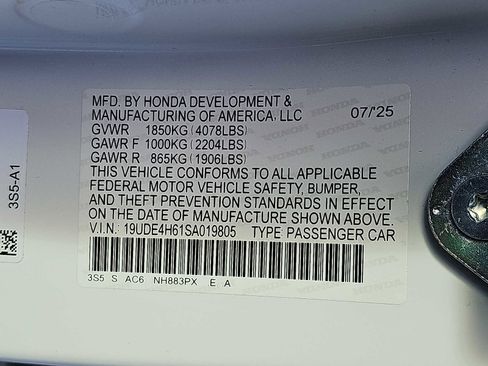 MFD. BY HONDA DEVELOPMENT &
MANUFACTURING OF AMERICA, LLC 07/'25
GVWR 1850KG (4078LBS)
GAWR F 1000KG (2204LBS)
GAWR R 865KG (1906LBS)
THIS VEHICLE CONFORMS TO ALL APPLICABLE
FEDERAL MOTOR VEHICLE SAFETY, BUMPER,
AND THEFT PREVENTION STANDARDS IN EFFECT
ON THE DATE OF MANUFACTURE SHOWN ABOVE.
V.I.N.: 19UDE4H61SA019805 TYPE PASSENGER CAR
3S5 S AC6 NH883PX E A
3S5-A1